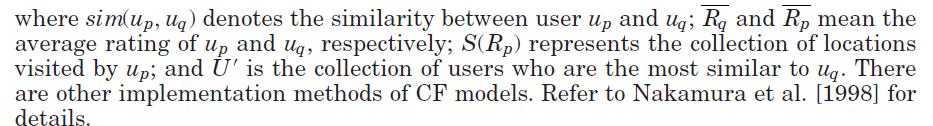 where sim(u_p, u_q) denotes the similarity between user u_p and u_q; \overline{R_q} and \overline{R_p} mean the
average rating of u_p and u_q, respectively; S(R_p) represents the collection of locations
visited by u_p; and U′ is the collection of users who are the most similar to u_q. There
are other implementation methods of CF models. Refer to Nakamura et al. [1998] for
details.